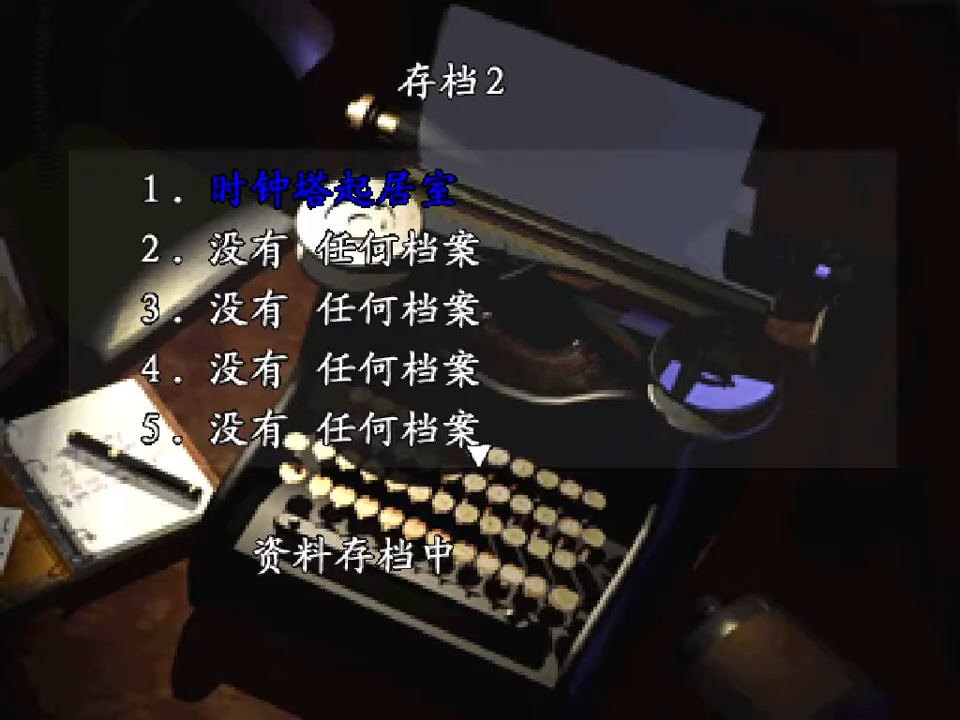 存档2
1. 时钟塔起居室
2. 没有 任何档案
3. 没有 任何档案
4. 没有 任何档案
5. 没有 任何档案
资料存档中